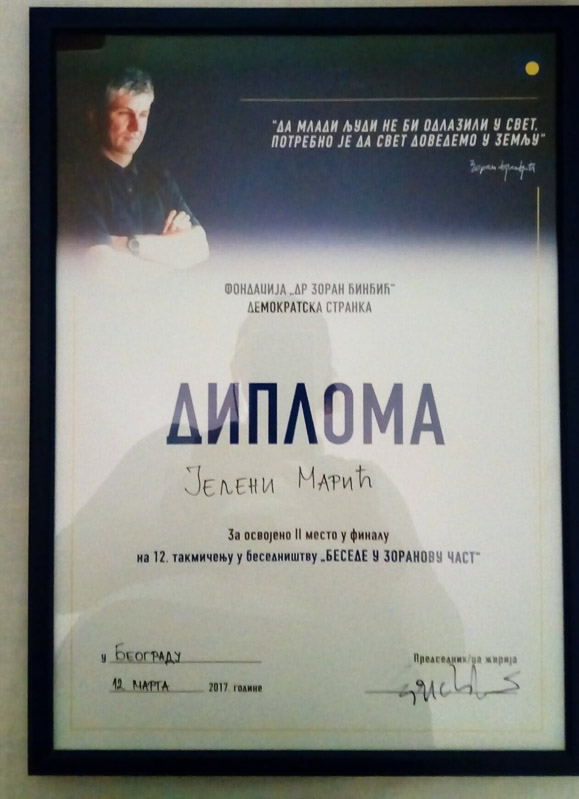 "ДА МЛАДИ ЉУДИ НЕ БИ ОДЛАЗИЛИ У СВЕТ,
ПОТРЕБНО ЈЕ ДА СВЕТ ДОВЕДЕМО У ЗЕМЉУ"
Зоран Ђинђић
ФОНДАЦИЈА „ДР ЗОРАН ЂИНЂИЋ“
ДЕМОКРАТСКА СТРАНКА
ДИПЛОМА
ЈЕЛЕНИ МАРИЋ
За освојено II место у финалу
на 12. такмичењу у беседништву „БЕСЕДЕ У ЗОРАНОВУ ЧАСТ“
у БЕОГРАДУ
Председник/ца жирија
12. МАРТА 2017. године